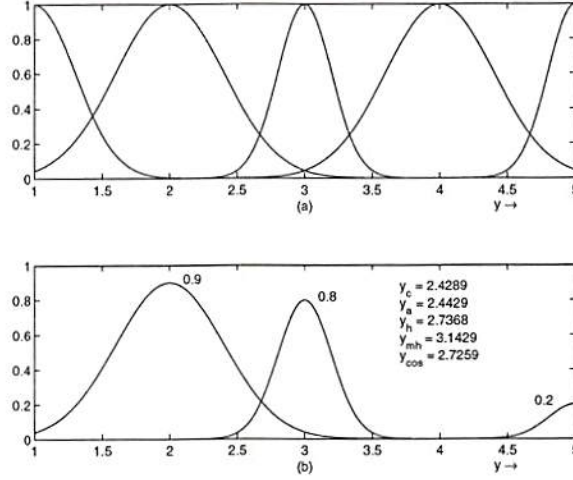 1
0.8
0.6
0.4
0.2
0
1 1.5 2 2.5 3 3.5 4 4.5 5
(a) y →
1
0.8
0.6
0.4
0.2
0
0.9
0.8
y_c = 2.4289
y_a = 2.4429
y_h = 2.7368
y_mh = 3.1429
y_cos = 2.7259
0.2
1 1.5 2 2.5 3 3.5 4 4.5 5
(b) y →